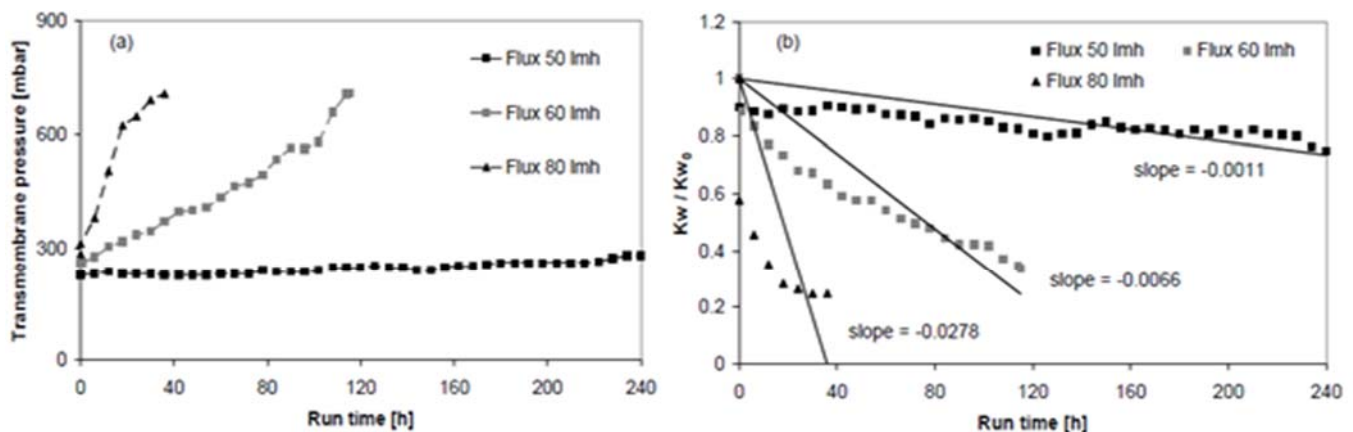 (a)
900
600
300
0
Transmembrane pressure [mbar]
Flux 50 lmh
Flux 60 lmh
Flux 80 lmh
0 40 80 120 160 200 240
Run time [h]
(b)
1.2
1
0.8
0.6
0.4
0.2
0
Kw / Kw0
Flux 50 lmh Flux 60 lmh
Flux 80 lmh
slope = -0.0011
slope = -0.0066
slope = -0.0278
0 40 80 120 160 200 240
Run time [h]